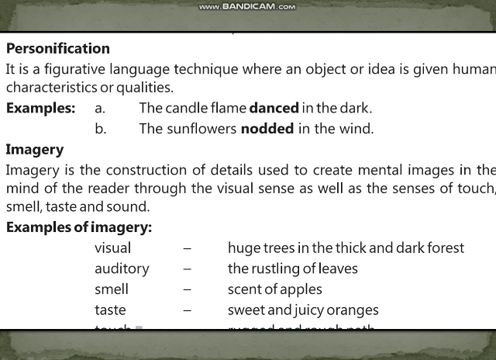 www.BANDICAM.com
Personification
It is a figurative language technique where an object or idea is given human
characteristics or qualities.
Examples: a. The candle flame danced in the dark.
b. The sunflowers nodded in the wind.
Imagery
Imagery is the construction of details used to create mental images in the
mind of the reader through the visual sense as well as the senses of touch,
smell, taste and sound.
Examples of imagery:
visual – huge trees in the thick and dark forest
auditory – the rustling of leaves
smell – scent of apples
taste – sweet and juicy oranges